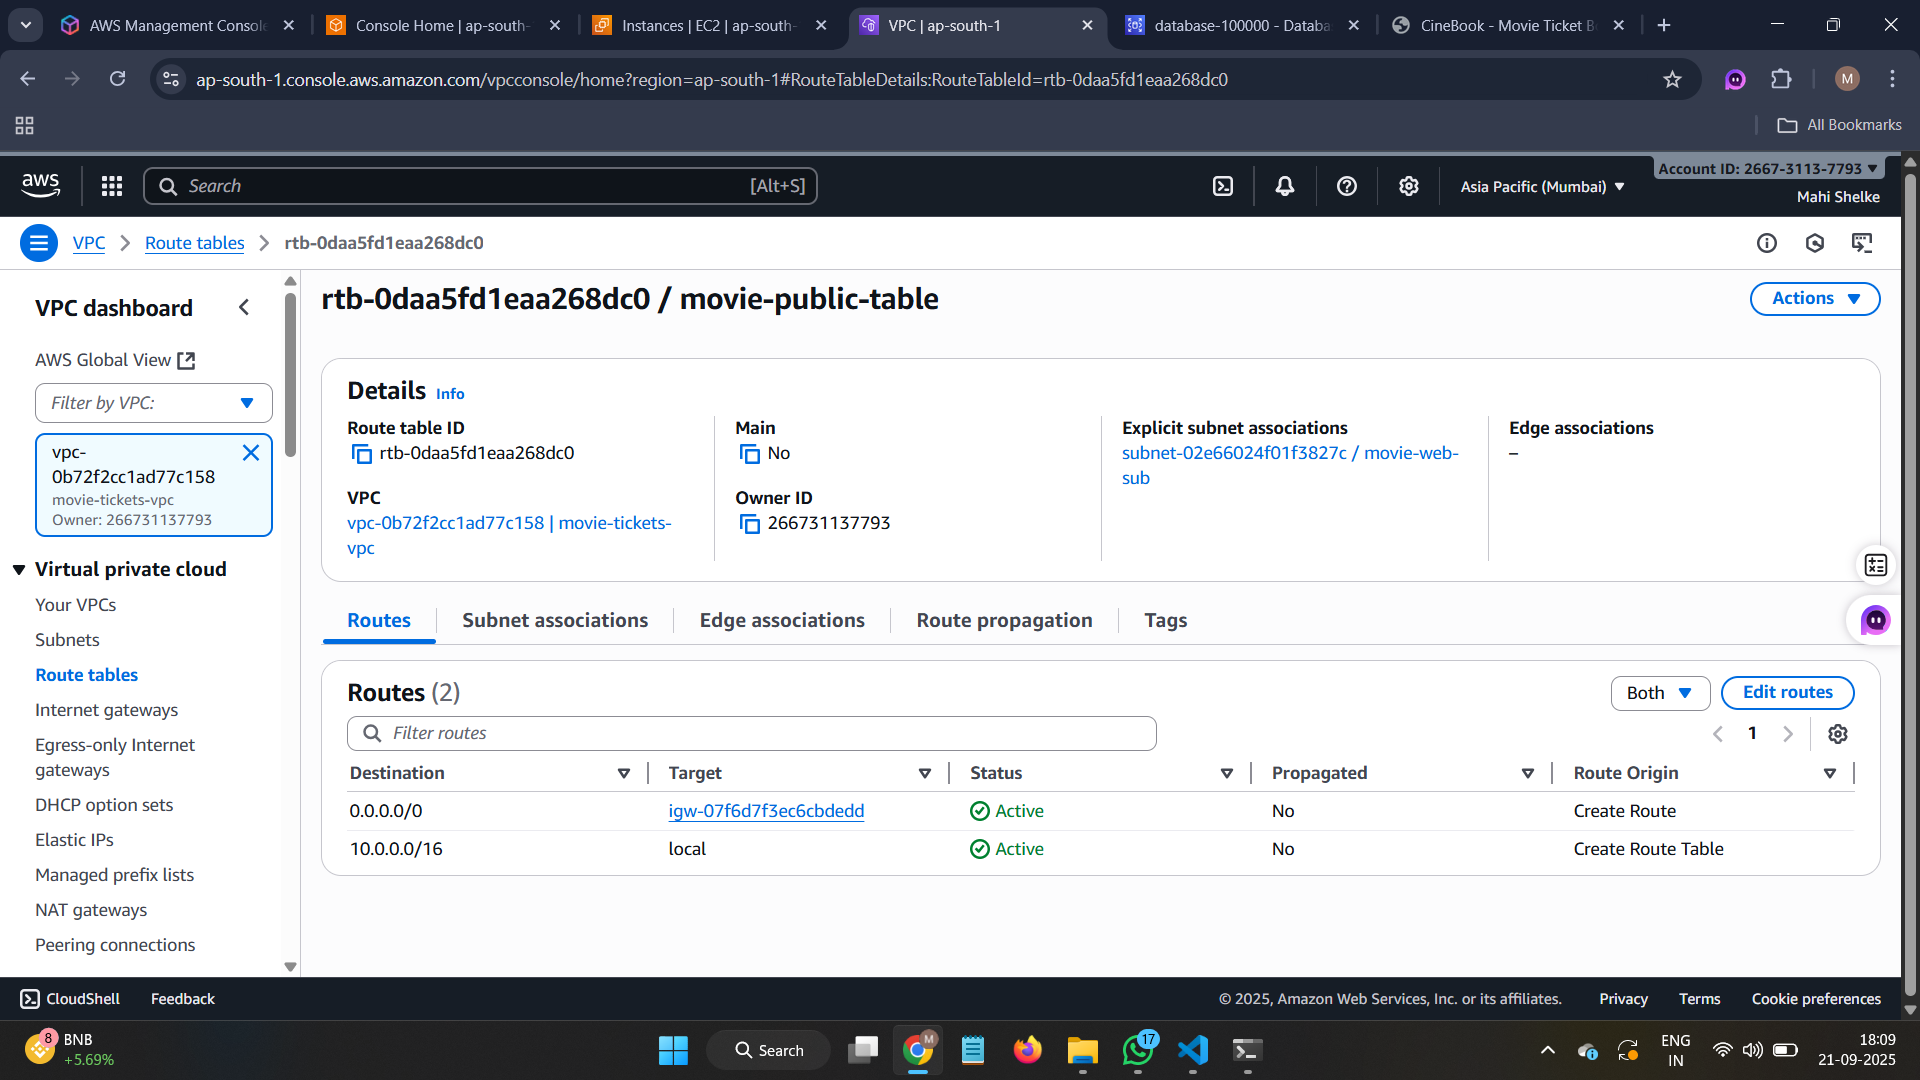 AWS Management Console
Console Home | ap-south-
Instances | EC2 | ap-south-
VPC | ap-south-1
database-100000 - Databa
CineBook - Movie Ticket B
ap-south-1.console.aws.amazon.com/vpcconsole/home?region=ap-south-1#RouteTableDetails:RouteTableId=rtb-0daa5fd1eaa268dc0
M
All Bookmarks
aws
Search
[Alt+S]
Asia Pacific (Mumbai)
Account ID: 2667-3113-7793
Mahi Shelke
VPC
Route tables
rtb-0daa5fd1eaa268dc0
VPC dashboard
AWS Global View
Filter by VPC:
vpc-
0b72f2cc1ad77c158
movie-tickets-vpc
Owner: 266731137793
Virtual private cloud
Your VPCs
Subnets
Route tables
Internet gateways
Egress-only Internet
gateways
DHCP option sets
Elastic IPs
Managed prefix lists
NAT gateways
Peering connections
rtb-0daa5fd1eaa268dc0 / movie-public-table
Actions
Details Info
Route table ID
rtb-0daa5fd1eaa268dc0
VPC
vpc-0b72f2cc1ad77c158 | movie-tickets-
vpc
Main
No
Owner ID
266731137793
Explicit subnet associations
subnet-02e66024f01f3827c / movie-web-
sub
Edge associations
–
Routes
Subnet associations
Edge associations
Route propagation
Tags
Routes (2)
Both
Edit routes
Filter routes
1
Destination Target Status Propagated Route Origin
0.0.0.0/0 igw-07f6d7f3ec6cbdedd Active No Create Route
10.0.0.0/16 local Active No Create Route Table
CloudShell
Feedback
© 2025, Amazon Web Services, Inc. or its affiliates.
Privacy
Terms
Cookie preferences
8
BNB
+5.69%
Search
M
17
ENG
IN
18:09
21-09-2025